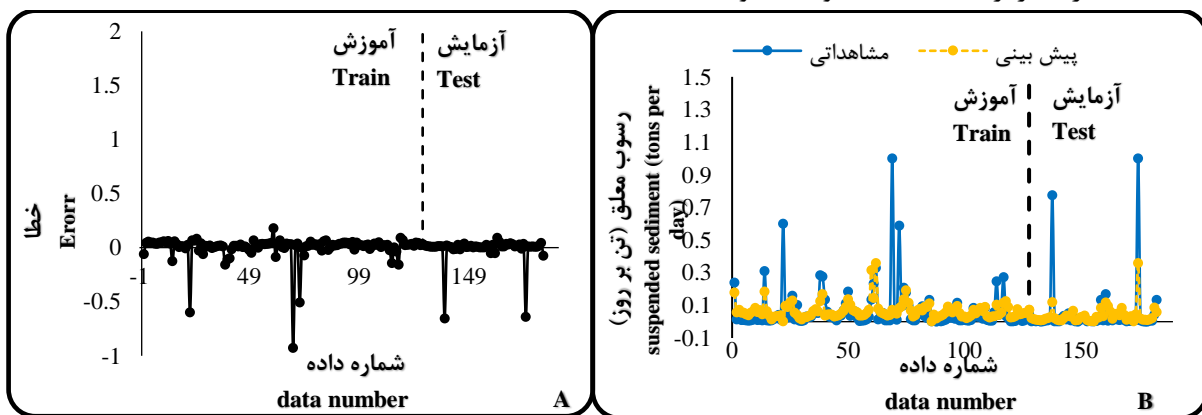 2
1.5
1
0.5
0
-0.5
-1
آموزش
Train
آزمایش
Test
خطا
Erorr
-1
49
99
149
شماره داده
data number
A
مشاهداتی
پیش بینی
1.5
1.3
1.1
0.9
0.7
0.5
0.3
0.1
-0.1
آموزش
Train
آزمایش
Test
رسوب معلق (تن بر روز)
suspended sediment (tons per
day)
0
50
100
150
شماره داده
data number
B